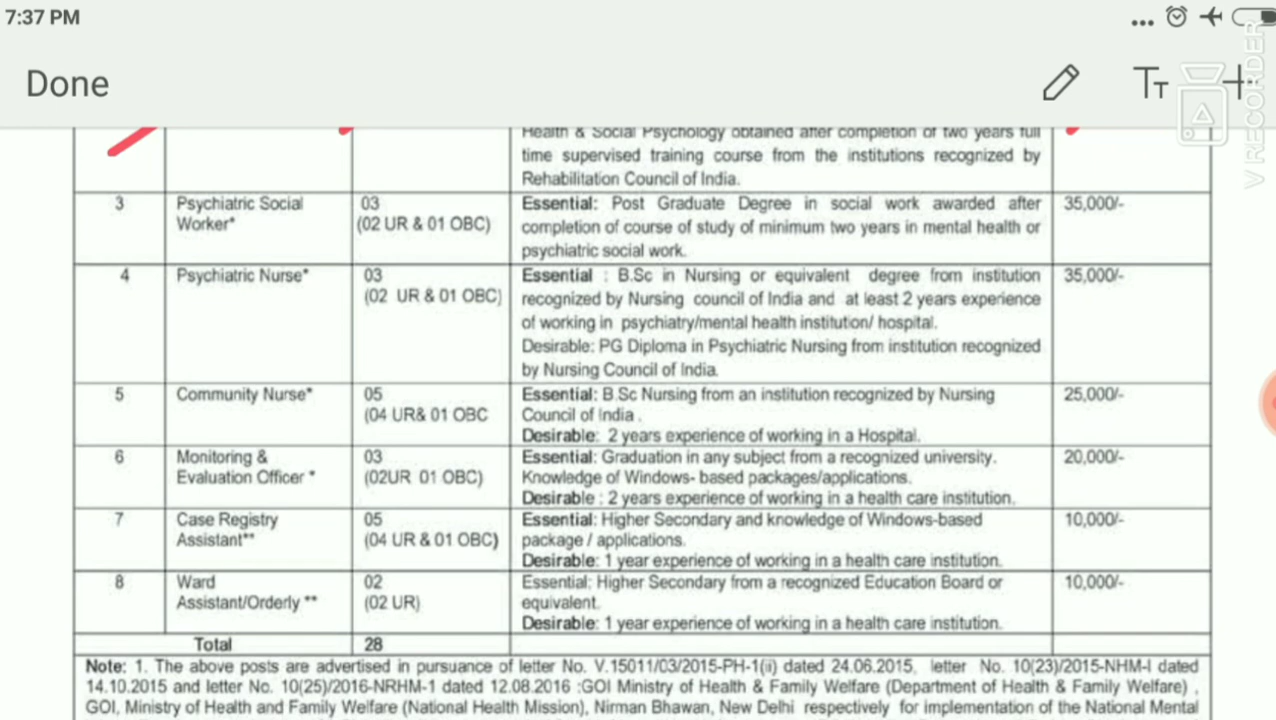 7:37 PM
Done
V RECORDER
Health & Social Psychology obtained after completion of two years full
time supervised training course from the institutions recognized by
Rehabilitation Council of India.
3 Psychiatric Social 03 Essential: Post Graduate Degree in social work awarded after 35,000/-
Worker* (02 UR & 01 OBC) completion of course of study of minimum two years in mental health or
psychiatric social work.
4 Psychiatric Nurse* 03 Essential : B.Sc in Nursing or equivalent degree from institution 35,000/-
(02 UR & 01 OBC) recognized by Nursing council of India and at least 2 years experience
of working in psychiatry/mental health institution/ hospital.
Desirable: PG Diploma in Psychiatric Nursing from institution recognized
by Nursing Council of India.
5 Community Nurse* 05 Essential: B.Sc Nursing from an institution recognized by Nursing 25,000/-
(04 UR& 01 OBC Council of India .
Desirable: 2 years experience of working in a Hospital.
6 Monitoring & 03 Essential: Graduation in any subject from a recognized university. 20,000/-
Evaluation Officer * (02UR 01 OBC) Knowledge of Windows- based packages/applications.
Desirable : 2 years experience of working in a health care institution.
7 Case Registry 05 Essential: Higher Secondary and knowledge of Windows-based 10,000/-
Assistant** (04 UR & 01 OBC) package / applications.
Desirable: 1 year experience of working in a health care institution.
8 Ward 02 Essential: Higher Secondary from a recognized Education Board or 10,000/-
Assistant/Orderly ** (02 UR) equivalent.
Desirable: 1 year experience of working in a health care institution.
Total 28
Note: 1. The above posts are advertised in pursuance of letter No. V.15011/03/2015-PH-1(ii) dated 24.06.2015, letter No. 10(23)/2015-NHM-I dated
14.10.2015 and letter No. 10(25)/2016-NRHM-1 dated 12.08.2016 :GOI Ministry of Health & Family Welfare (Department of Health & Family Welfare) ,
GOI, Ministry of Health and Family Welfare (National Health Mission), Nirman Bhawan, New Delhi respectively for implementation of the National Mental